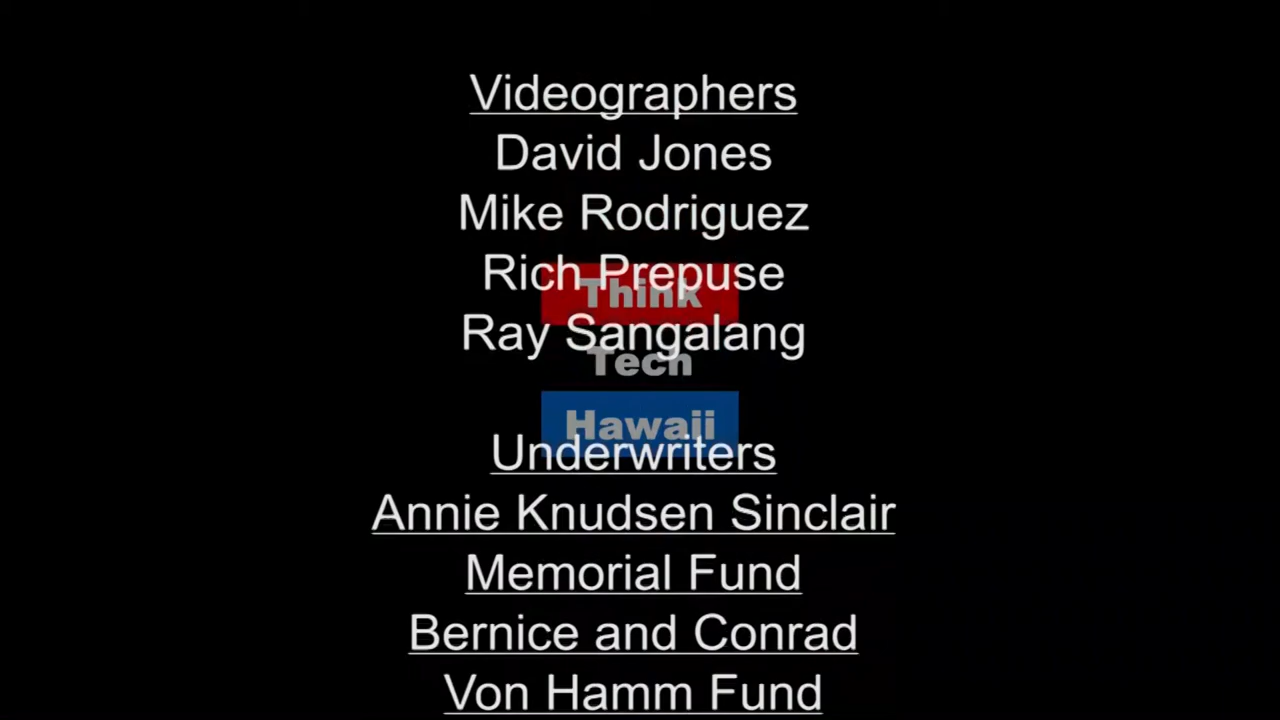 Videographers
David Jones
Mike Rodriguez
Rich Prepuse
Think
Ray Sangalang
Tech
Hawaii
Underwriters
Annie Knudsen Sinclair
Memorial Fund
Bernice and Conrad
Von Hamm Fund